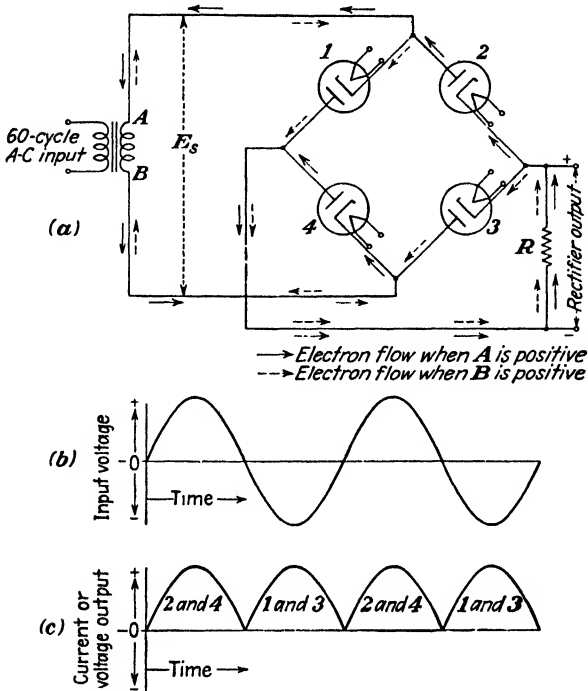 1
2
A
60-cycle
A-C input
Es
B
(a)
4
3
+
R
Rectifier output
-
Electron flow when A is positive
Electron flow when B is positive
(b)
Input voltage
+
0
-
Time
(c)
Current or
voltage output
+
0
-
2 and 4
1 and 3
2 and 4
1 and 3
Time